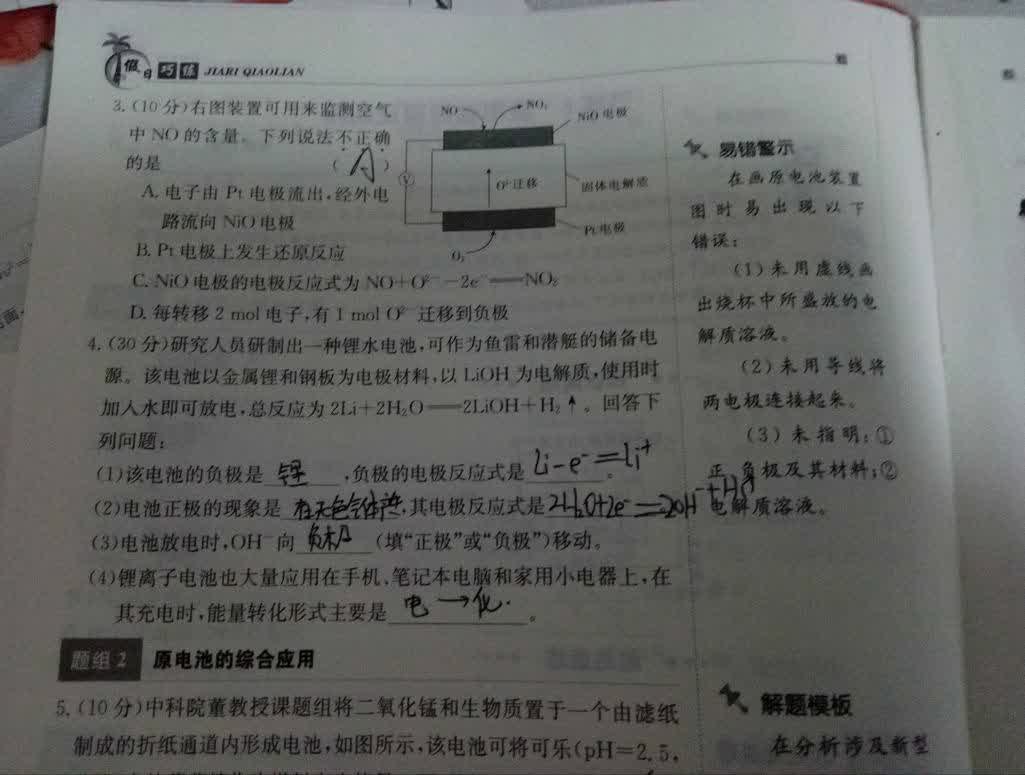 假日巧练 JIARI QIAOLIAN
3.(10分)右图装置可用来监测空气
中NO的含量。下列说法不正确
的是 (A)
A.电子由Pt电极流出,经外电
路流向NiO电极
B.Pt电极上发生还原反应
C.NiO电极的电极反应式为NO+O²⁻-2e⁻══NO₂
D.每转移2 mol电子,有1 mol O²⁻迁移到负极
NO
NO₂
NiO电极
V
O²⁻迁移
固体电解质
Pt电极
O₂
4.(30分)研究人员研制出一种锂水电池,可作为鱼雷和潜艇的储备电
源。该电池以金属锂和钢板为电极材料,以LiOH为电解质,使用时
加入水即可放电,总反应为2Li+2H₂O══2LiOH+H₂↑。回答下
列问题:
(1)该电池的负极是 锂 ,负极的电极反应式是 Li-e⁻=Li⁺ 。
(2)电池正极的现象是 有无色气体产生,其电极反应式是2H₂O+2e⁻=2OH⁻+H₂
(3)电池放电时,OH⁻向 负极 (填“正极”或“负极”)移动。
(4)锂离子电池也大量应用在手机、笔记本电脑和家用小电器上,在
其充电时,能量转化形式主要是 电→化. 。
题组2 原电池的综合应用
5.(10分)中科院董教授课题组将二氧化锰和生物质置于一个由滤纸
制成的折纸通道内形成电池,如图所示,该电池可将可乐(pH=2.5,
易错警示
在画原电池装置
图时易出现以下
错误:
(1)未用虚线画
出烧杯中所盛放的电
解质溶液。
(2)未用导线将
两电极连接起来。
(3)未指明:①
正、负极及其材料;②
电解质溶液。
解题模板
在分析涉及新型